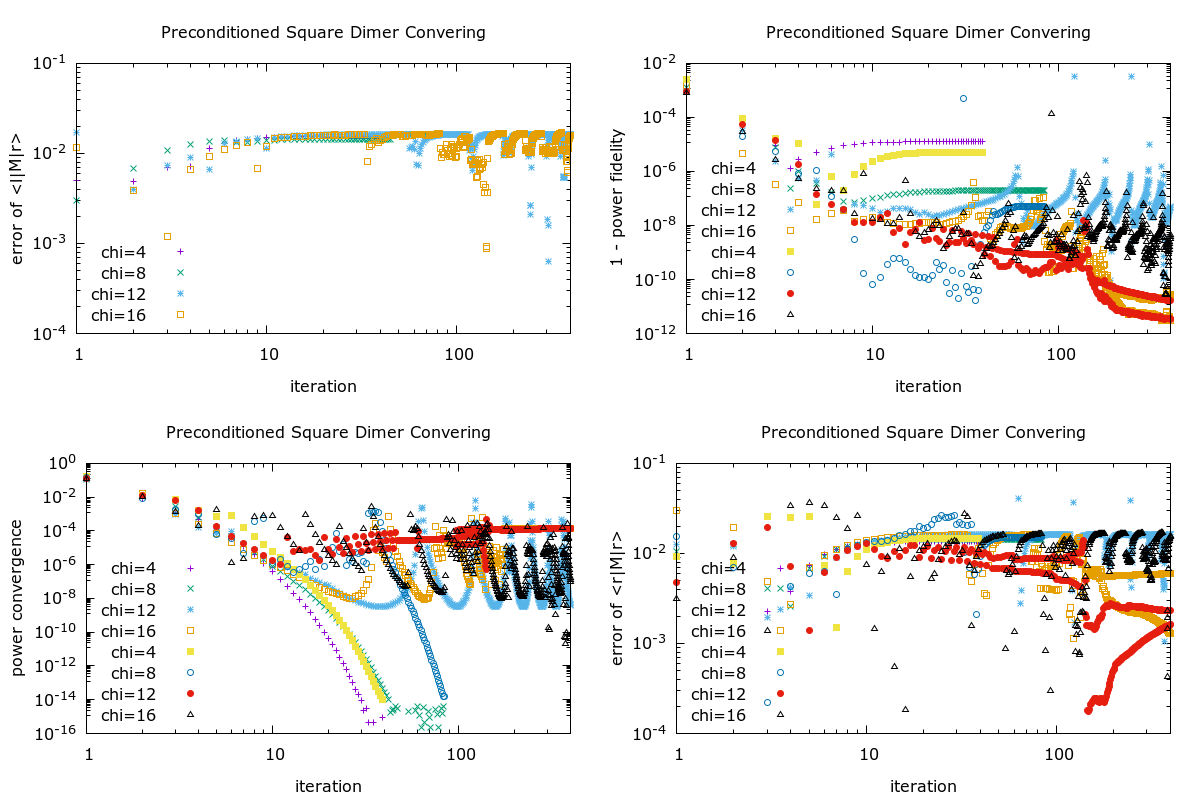 Preconditioned Square Dimer Convering
error of <l||M|r>
10^-1
10^-2
10^-3
10^-4
chi=4
chi=8
chi=12
chi=16
1
10
100
iteration
Preconditioned Square Dimer Convering
1 - power fidelity
10^-2
10^-4
10^-6
10^-8
10^-10
10^-12
chi=4
chi=8
chi=12
chi=16
chi=4
chi=8
chi=12
chi=16
1
10
100
iteration
Preconditioned Square Dimer Convering
power convergence
10^0
10^-2
10^-4
10^-6
10^-8
10^-10
10^-12
10^-14
10^-16
chi=4
chi=8
chi=12
chi=16
chi=4
chi=8
chi=12
chi=16
1
10
100
iteration
Preconditioned Square Dimer Convering
error of <r|M|r>
10^-1
10^-2
10^-3
10^-4
chi=4
chi=8
chi=12
chi=16
chi=4
chi=8
chi=12
chi=16
1
10
100
iteration